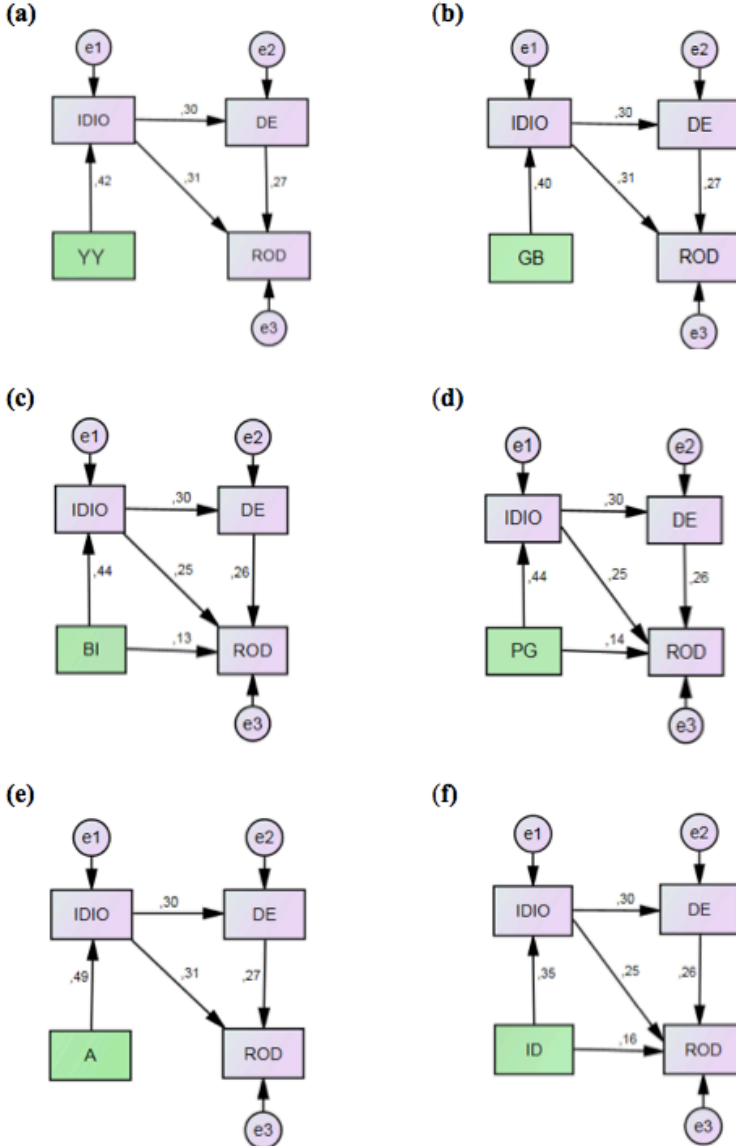 (a)
(b)
e1
e2
e1
e2
IDIO
,30
DE
IDIO
,30
DE
,42
,31
,27
,40
,31
,27
YY
ROD
GB
ROD
e3
e3
(c)
(d)
e1
e2
e1
e2
IDIO
,30
DE
IDIO
,30
DE
,44
,25
,26
,44
,25
,26
BI
,13
ROD
PG
,14
ROD
e3
e3
(e)
(f)
e1
e2
e1
e2
IDIO
,30
DE
IDIO
,30
DE
,49
,31
,27
,35
,25
,26
A
ROD
ID
,16
ROD
e3
e3